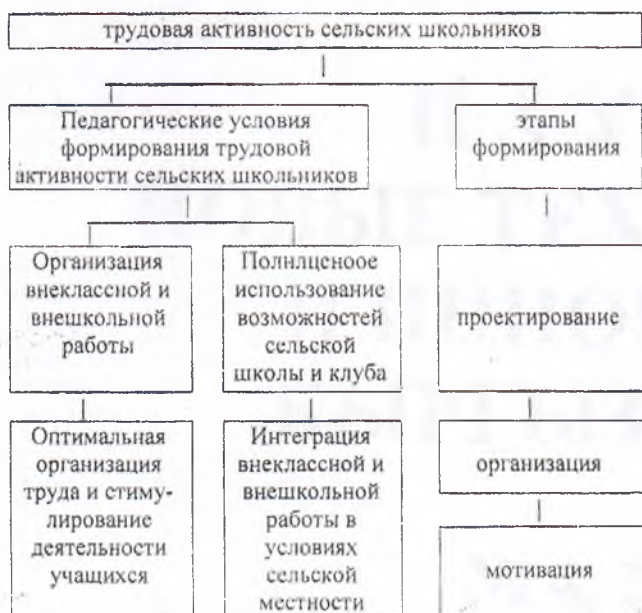 трудовая активность сельских школьников
Педагогические условия
формирования трудовой
активности сельских школьников
этапы
формирования
Организация
внеклассной и
внешкольной
работы
Полнлценоое
использование
возможностей
сельской
школы и клуба
проектирование
Оптимальная
организация
труда и стиму-
лирование
деятельности
учащихся
Интеграция
внеклассной и
внешкольной
работы в
условиях
сельской
местности
организация
мотивация